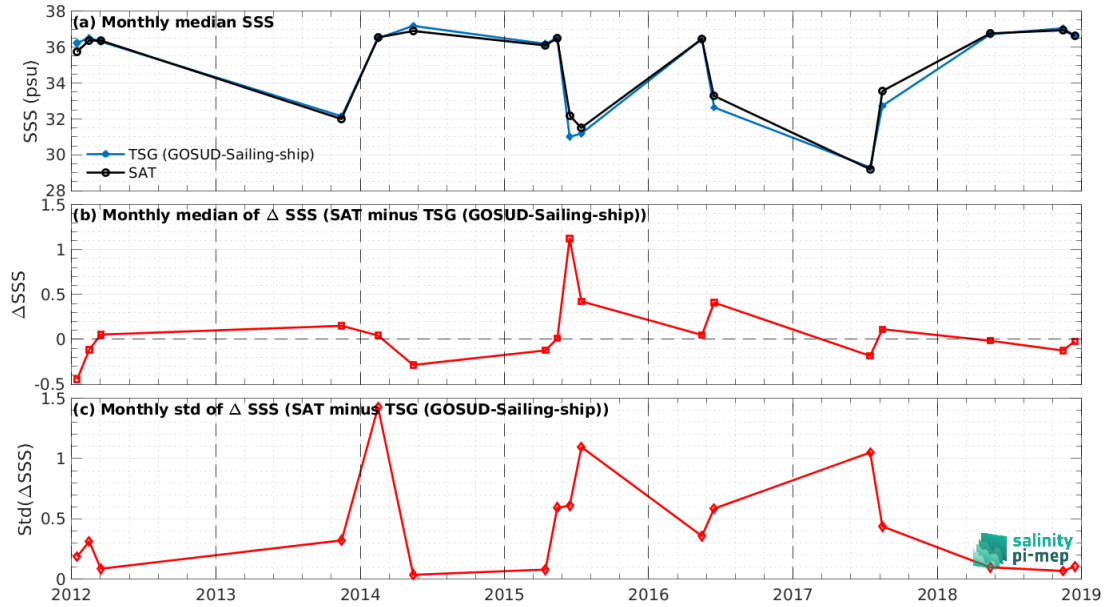 (a) Monthly median SSS
38
36
34
32
30
28
SSS (psu)
TSG (GOSUD-Sailing-ship)
SAT
(b) Monthly median of Δ SSS (SAT minus TSG (GOSUD-Sailing-ship))
1.5
1
0.5
0
-0.5
ΔSSS
(c) Monthly std of Δ SSS (SAT minus TSG (GOSUD-Sailing-ship))
1.5
1
0.5
0
Std(ΔSSS)
salinity
pi-mep
2012 2013 2014 2015 2016 2017 2018 2019